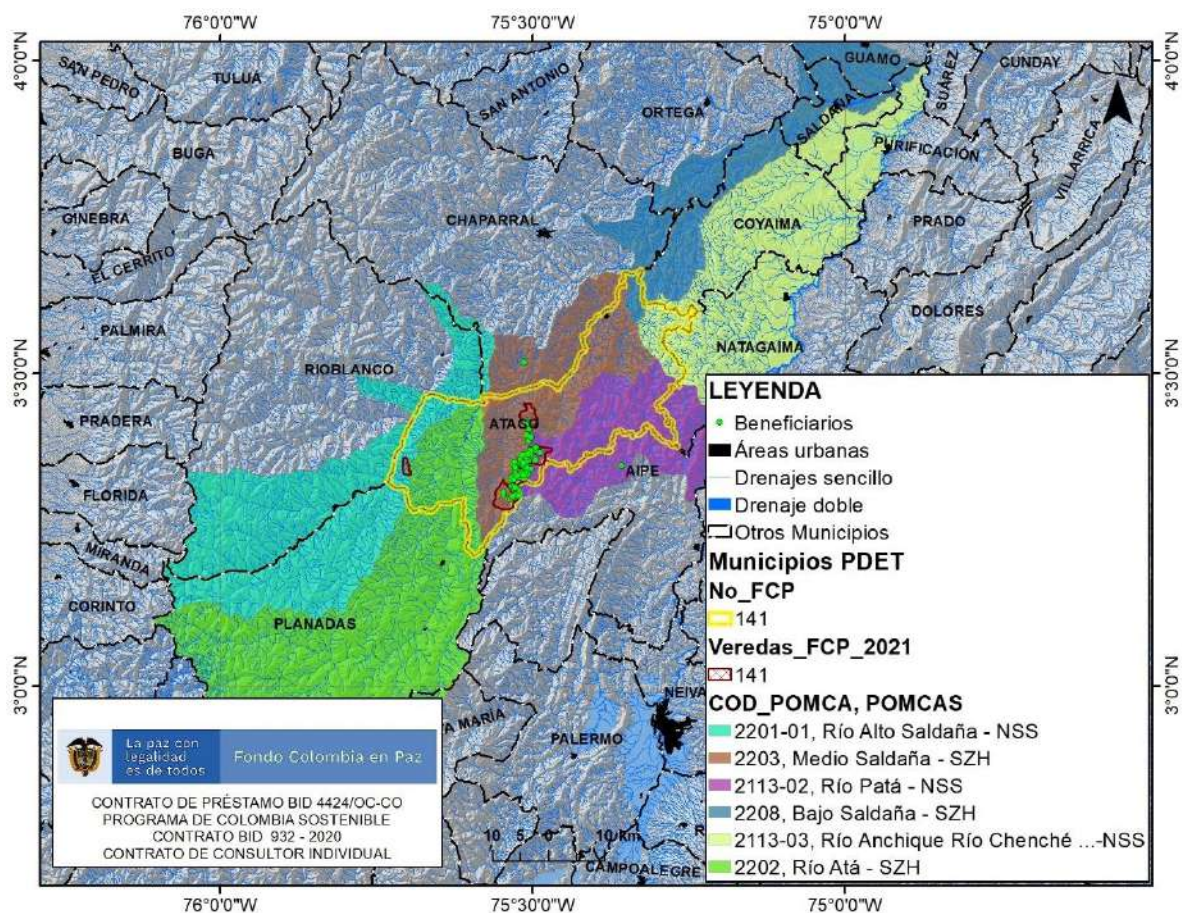 76°0'0"W
75°30'0"W
75°0'0"W
4°0'0"N
4°0'0"N
SAN PEDRO
TULUA
SAN ANTONIO
GUAMO
CUNDAY
ORTEGA
SALDAÑA
SUÁREZ
VILLARRICA
BUGA
PURIFICACIÓN
GINEBRA
CHAPARRAL
COYAIMA
PRADO
EL CERRITO
PALMIRA
DOLORES
NATAGAIMA
3°30'0"N
3°30'0"N
RIOBLANCO
PRADERA
ATACO
AIPE
FLORIDA
MIRANDA
CORINTO
PLANADAS
3°0'0"N
3°0'0"N
NEIVA
A MARÍA
PALERMO
CAMPOALEGRE
LEYENDA
Beneficiarios
Áreas urbanas
Drenajes sencillo
Drenaje doble
Otros Municipios
Municipios PDET
No_FCP
141
Veredas_FCP_2021
141
COD_POMCA, POMCAS
2201-01, Río Alto Saldaña - NSS
2203, Medio Saldaña - SZH
2113-02, Río Patá - NSS
2208, Bajo Saldaña - SZH
2113-03, Río Anchique Río Chenché ...-NSS
2202, Río Atá - SZH
La paz con
legalidad
es de todos
Fondo Colombia en Paz
CONTRATO DE PRÉSTAMO BID 4424/OC-CO
PROGRAMA DE COLOMBIA SOSTENIBLE
CONTRATO BID 932 - 2020
CONTRATO DE CONSULTOR INDIVIDUAL
10 5 0 10 km
76°0'0"W
75°30'0"W
75°0'0"W